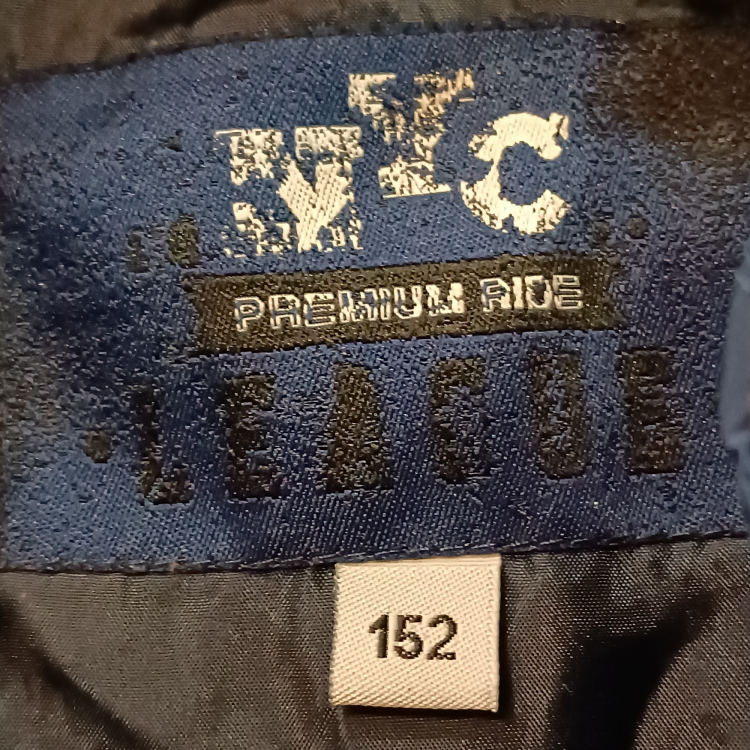 NYC
PREMIUM RIDE
LEAGUE
152